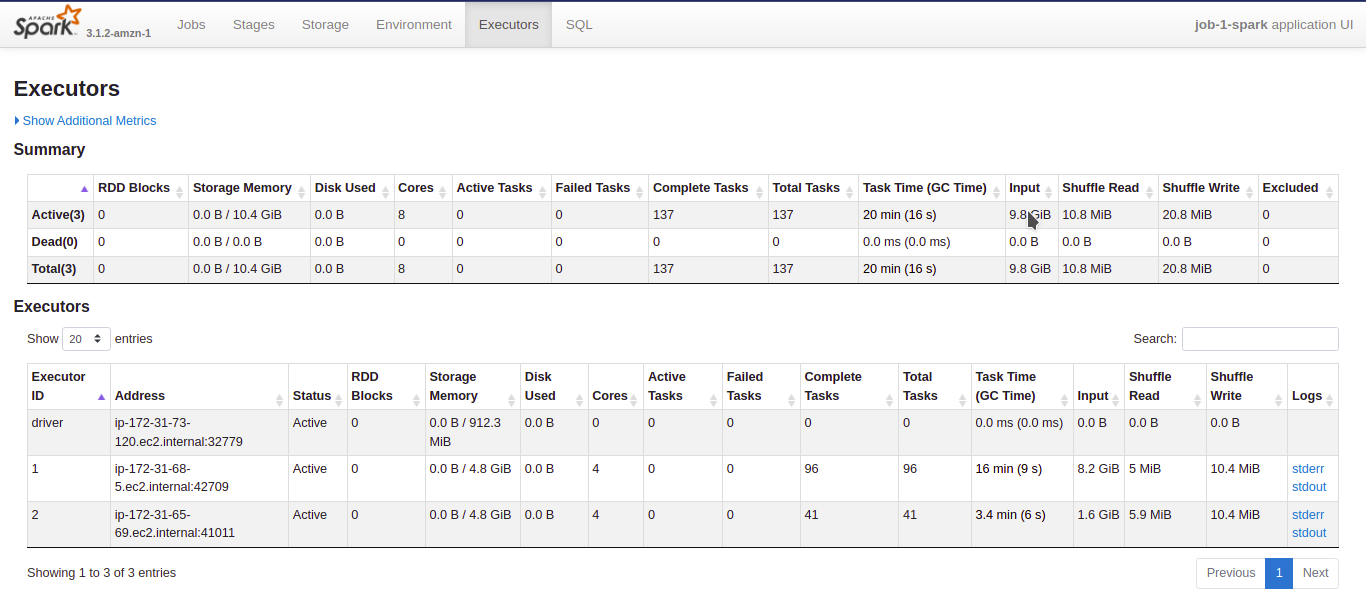 APACHE Spark 3.1.2-amzn-1 Jobs Stages Storage Environment Executors SQL job-1-spark application UI
Executors
Show Additional Metrics
Summary
RDD Blocks Storage Memory Disk Used Cores Active Tasks Failed Tasks Complete Tasks Total Tasks Task Time (GC Time) Input Shuffle Read Shuffle Write Excluded
Active(3) 0 0.0 B / 10.4 GiB 0.0 B 8 0 0 137 137 20 min (16 s) 9.8 GiB 10.8 MiB 20.8 MiB 0
Dead(0) 0 0.0 B / 0.0 B 0.0 B 0 0 0 0 0 0.0 ms (0.0 ms) 0.0 B 0.0 B 0.0 B 0
Total(3) 0 0.0 B / 10.4 GiB 0.0 B 8 0 0 137 137 20 min (16 s) 9.8 GiB 10.8 MiB 20.8 MiB 0
Executors
Show 20 entries Search:
Executor RDD Storage Disk Active Failed Complete Total Task Time Shuffle Shuffle
ID Address Status Blocks Memory Used Cores Tasks Tasks Tasks Tasks (GC Time) Input Read Write Logs
driver ip-172-31-73- Active 0 0.0 B / 912.3 0.0 B 0 0 0 0 0 0.0 ms (0.0 ms) 0.0 B 0.0 B 0.0 B
120.ec2.internal:32779 MiB
1 ip-172-31-68- Active 0 0.0 B / 4.8 GiB 0.0 B 4 0 0 96 96 16 min (9 s) 8.2 GiB 5 MiB 10.4 MiB stderr
5.ec2.internal:42709 stdout
2 ip-172-31-65- Active 0 0.0 B / 4.8 GiB 0.0 B 4 0 0 41 41 3.4 min (6 s) 1.6 GiB 5.9 MiB 10.4 MiB stderr
69.ec2.internal:41011 stdout
Showing 1 to 3 of 3 entries Previous 1 Next